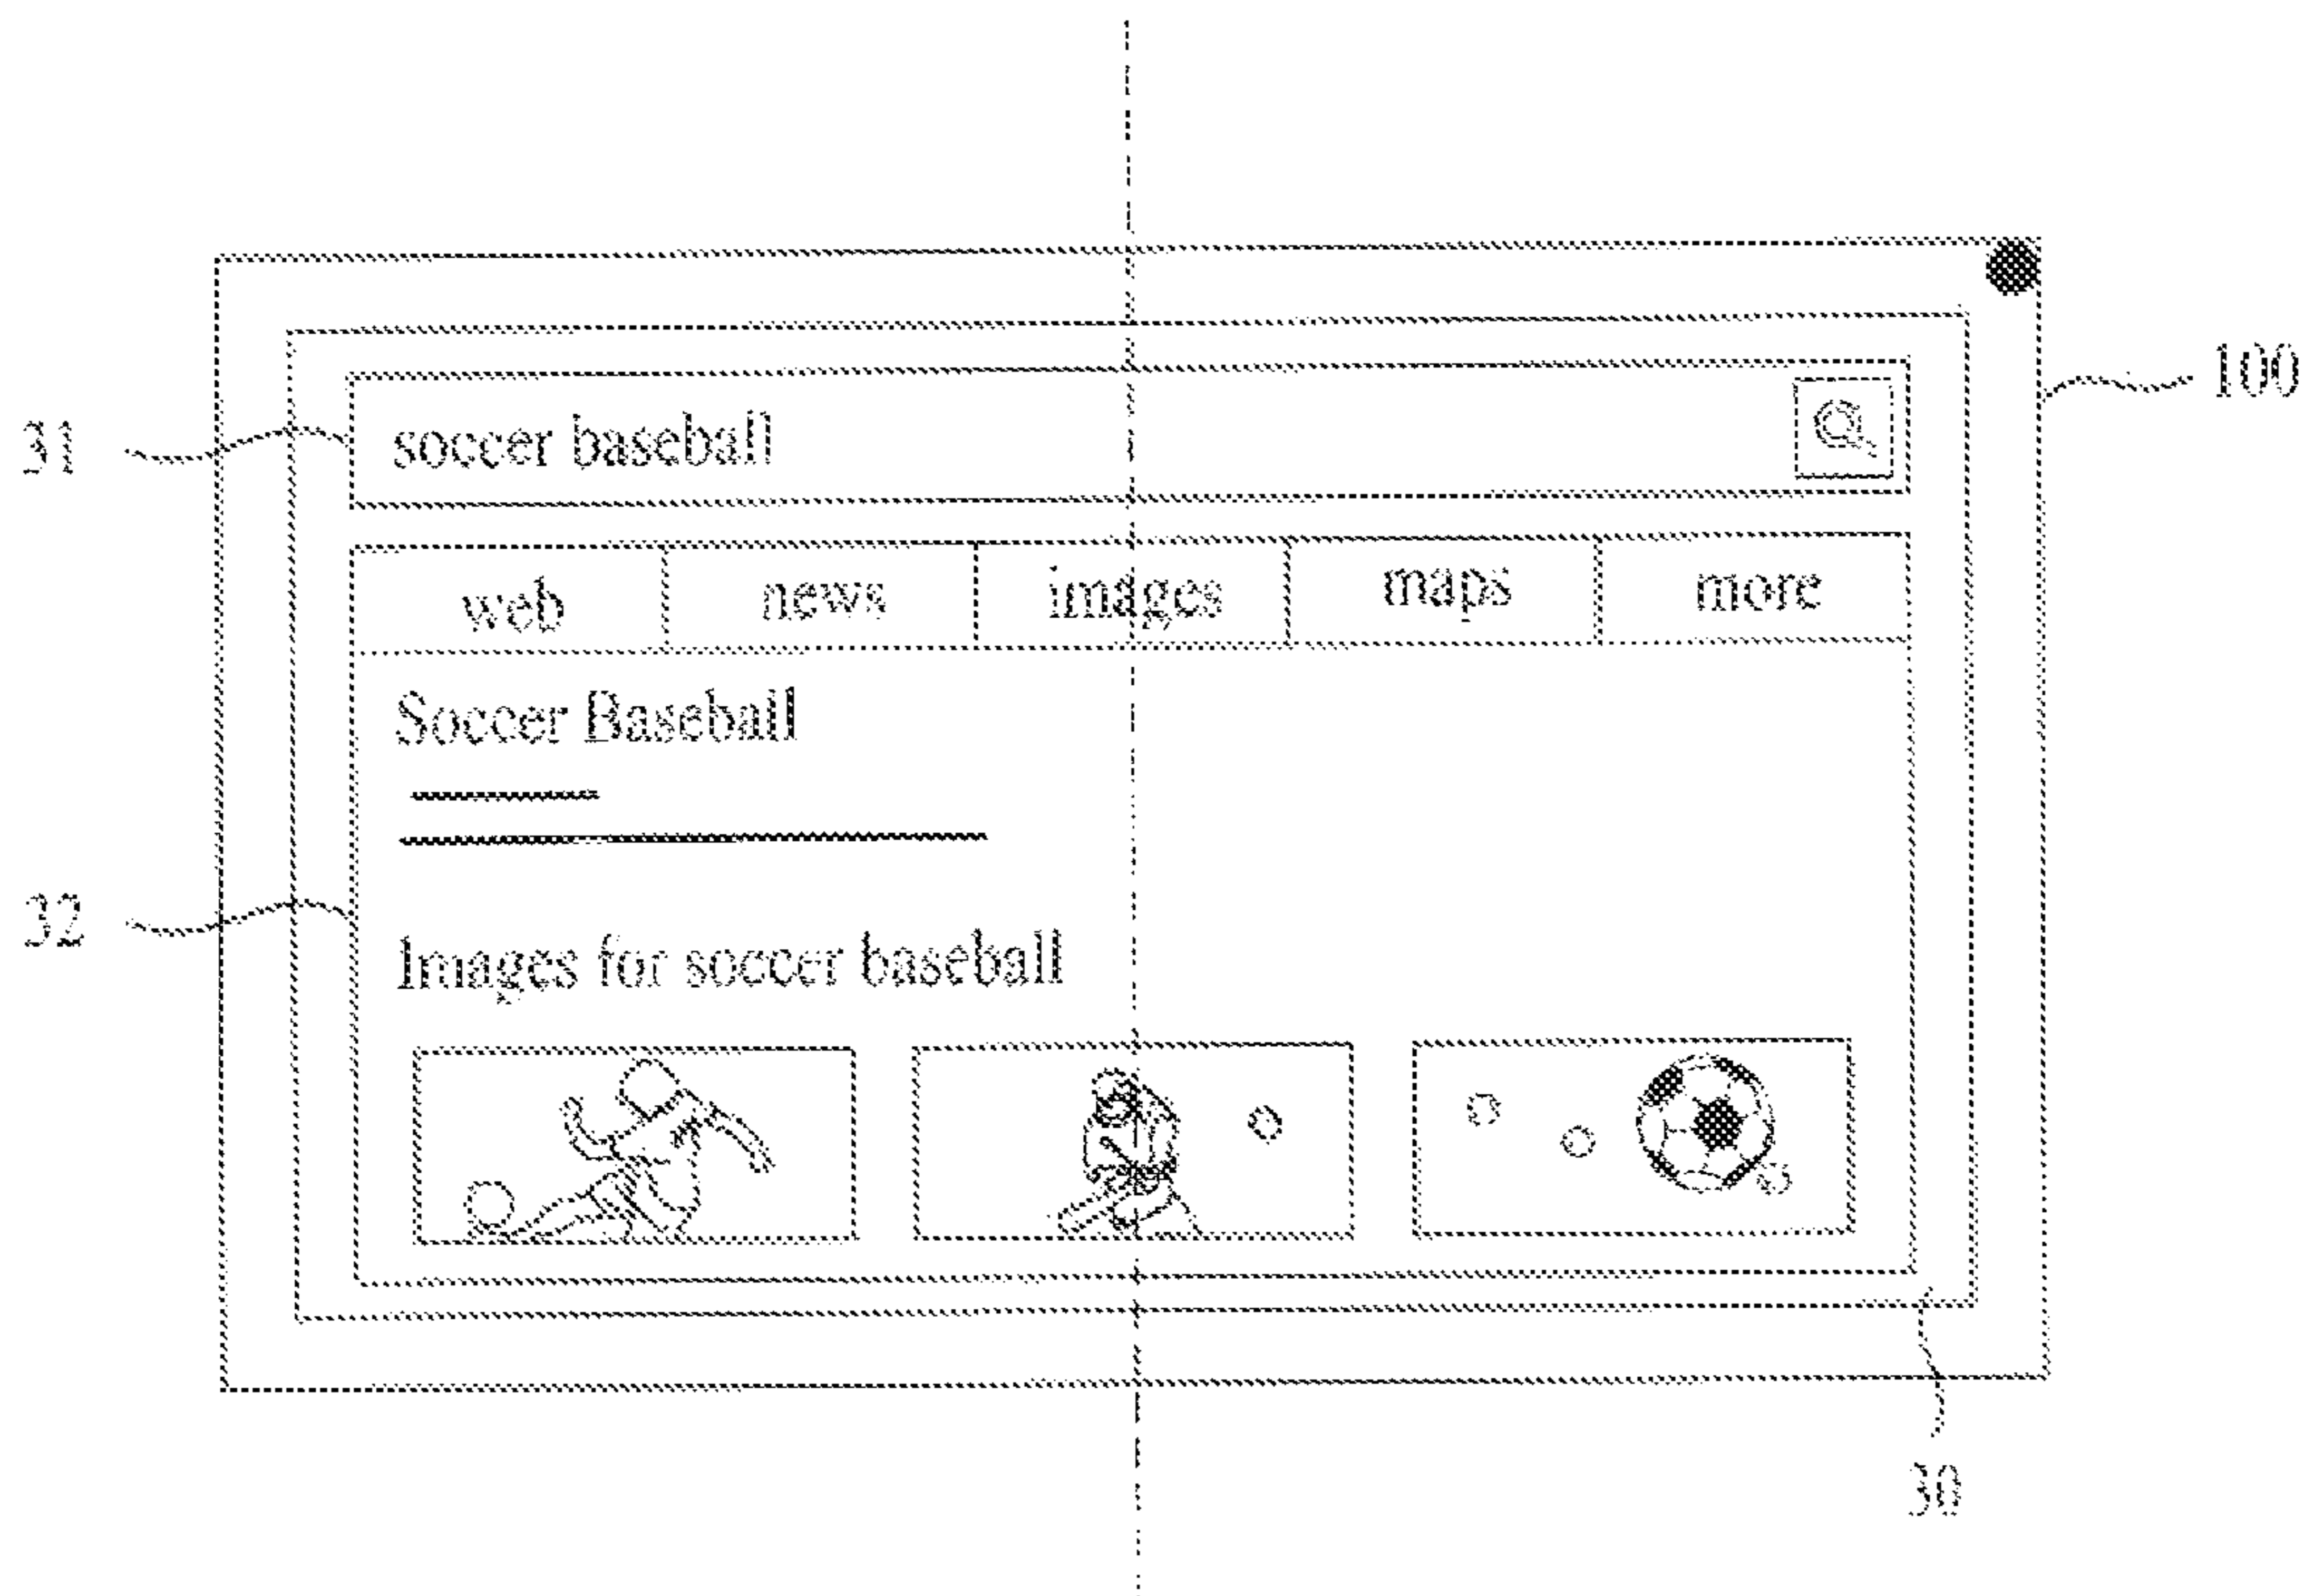 100
31
soccer baseball
web news images maps more
Soccer Baseball
32
Images for soccer baseball
30